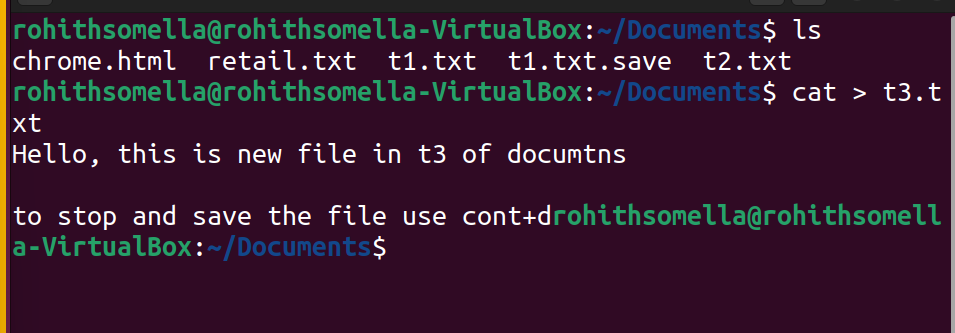 rohithsomella@rohithsomella-VirtualBox:~/Documents$ ls
chrome.html  retail.txt  t1.txt  t1.txt.save  t2.txt
rohithsomella@rohithsomella-VirtualBox:~/Documents$ cat > t3.t
xt
Hello, this is new file in t3 of documtns

to stop and save the file use cont+drohithsomella@rohithsomell
a-VirtualBox:~/Documents$